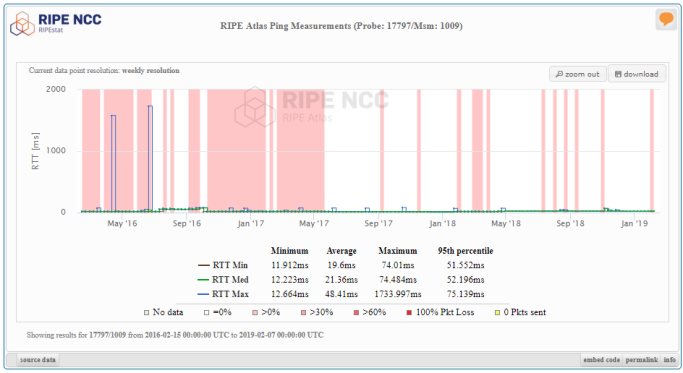 RIPE NCC
RIPEstat
RIPE Atlas Ping Measurements (Probe: 17797/Msm: 1009)
Current data point resolution: weekly resolution
zoom out
download
RIPE NCC
RIPE Atlas
RTT [ms]
2000
1000
0
May '16 Sep '16 Jan '17 May '17 Sep '17 Jan '18 May '18 Sep '18 Jan '19
Minimum Average Maximum 95th percentile
RTT Min 11.912ms 19.6ms 74.01ms 51.552ms
RTT Med 12.223ms 21.36ms 74.484ms 52.196ms
RTT Max 12.664ms 48.41ms 1733.997ms 75.139ms
No data =0% >0% >30% >60% 100% Pkt Loss 0 Pkts sent
Showing results for 17797/1009 from 2016-02-15 00:00:00 UTC to 2019-02-07 00:00:00 UTC
source data
embed code permalink info